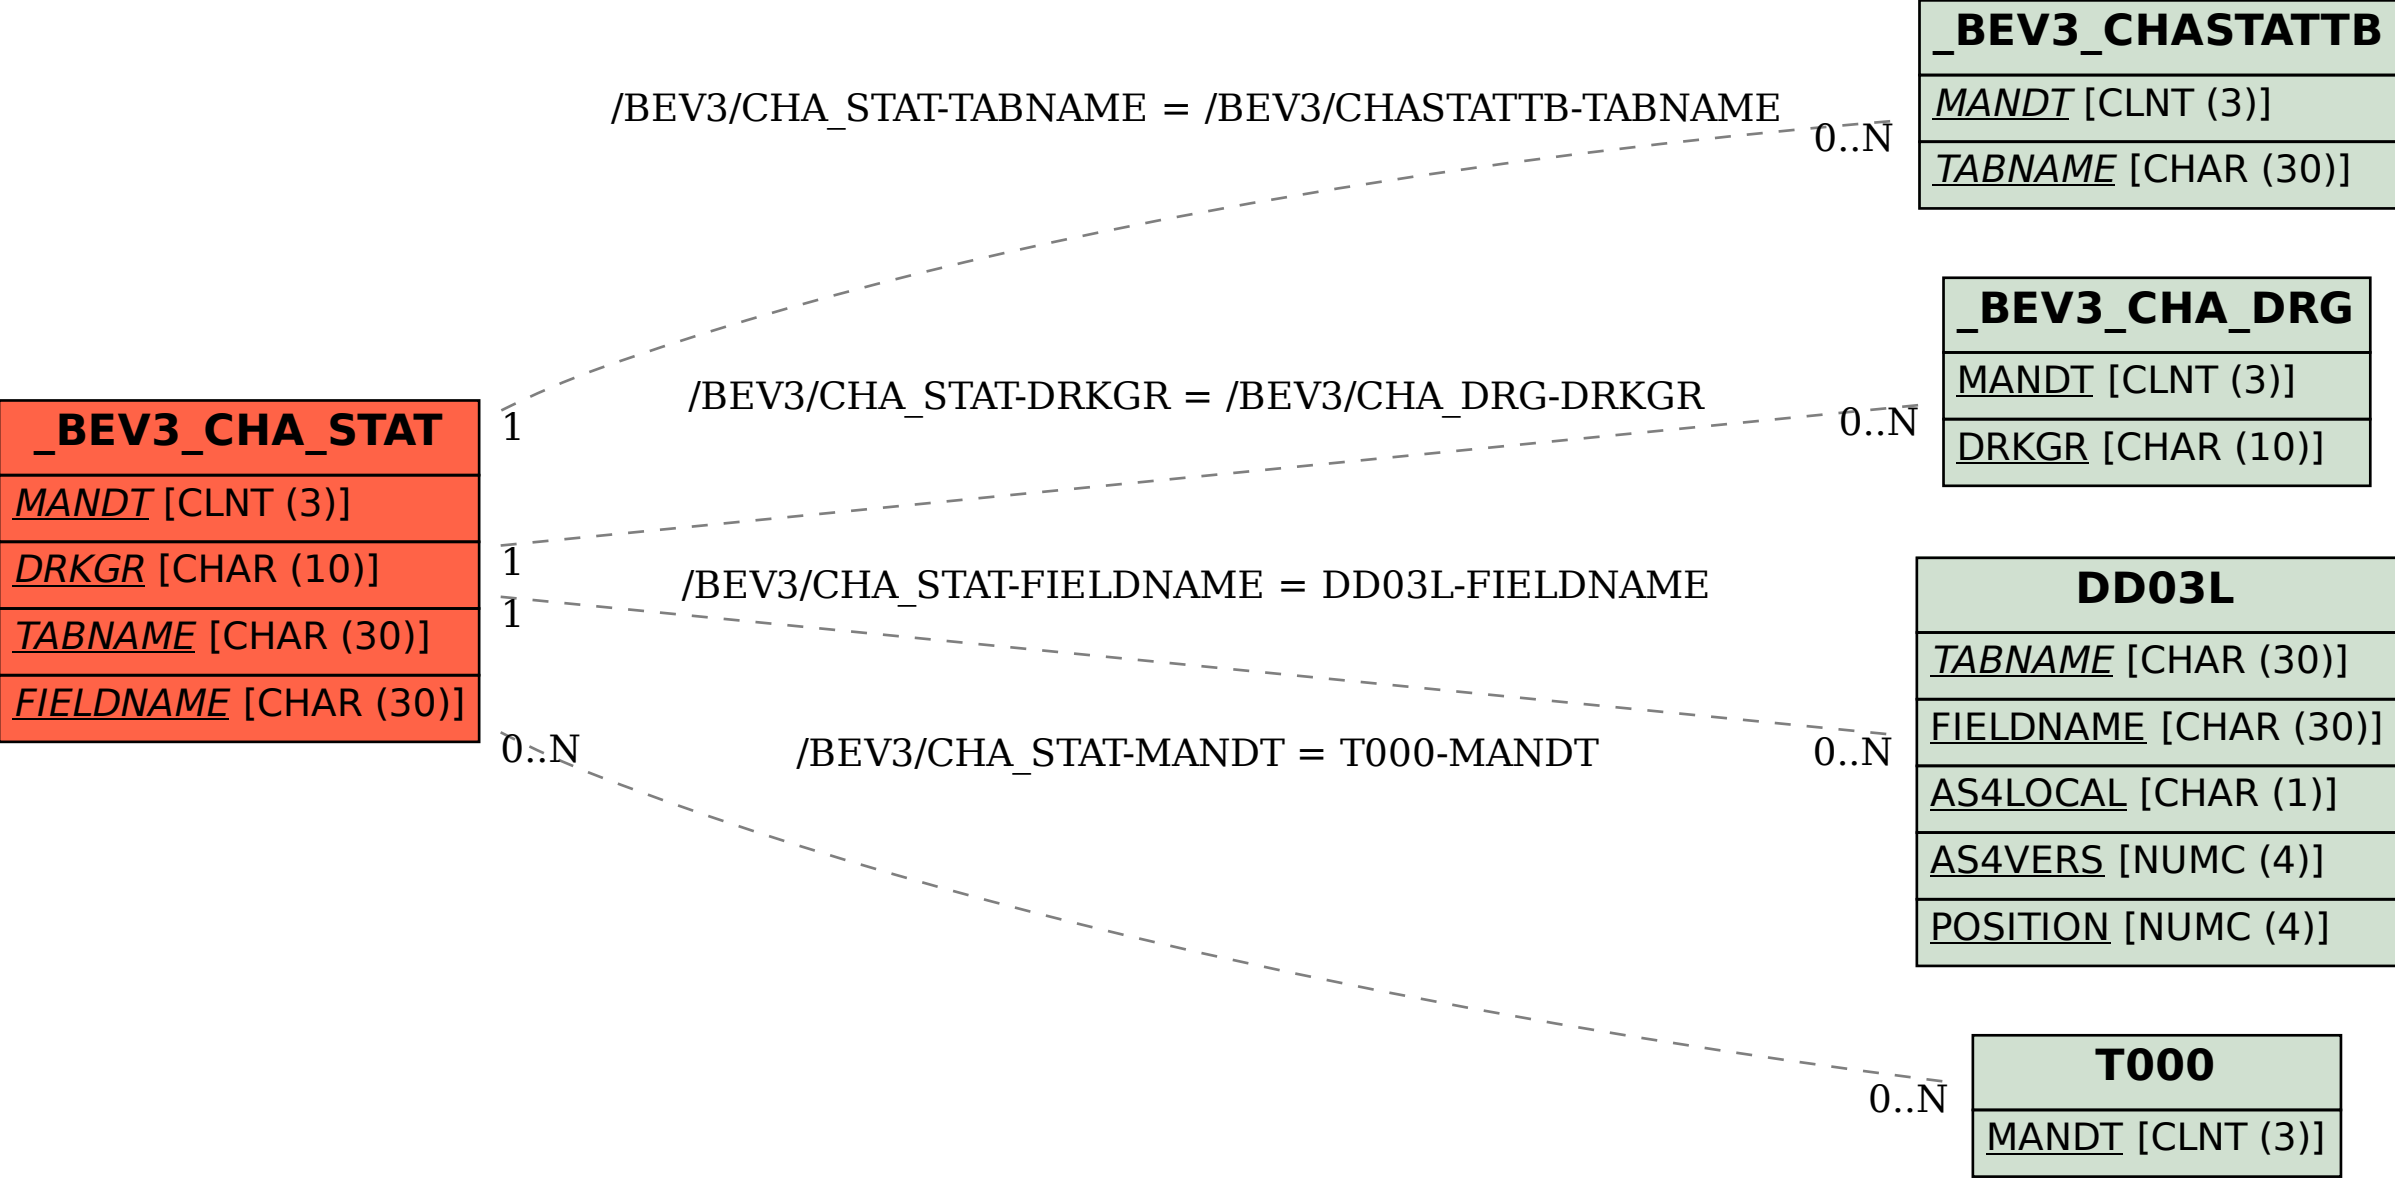 _BEV3_CHASTATTB
MANDT [CLNT (3)]
TABNAME [CHAR (30)]
/BEV3/CHA_STAT-TABNAME = /BEV3/CHASTATTB-TABNAME
0..N
_BEV3_CHA_DRG
MANDT [CLNT (3)]
DRKGR [CHAR (10)]
/BEV3/CHA_STAT-DRKGR = /BEV3/CHA_DRG-DRKGR
0..N
1
_BEV3_CHA_STAT
MANDT [CLNT (3)]
DRKGR [CHAR (10)]
TABNAME [CHAR (30)]
FIELDNAME [CHAR (30)]
1
/BEV3/CHA_STAT-FIELDNAME = DD03L-FIELDNAME
1
0..N
DD03L
TABNAME [CHAR (30)]
FIELDNAME [CHAR (30)]
AS4LOCAL [CHAR (1)]
AS4VERS [NUMC (4)]
POSITION [NUMC (4)]
0..N
/BEV3/CHA_STAT-MANDT = T000-MANDT
0..N
T000
MANDT [CLNT (3)]